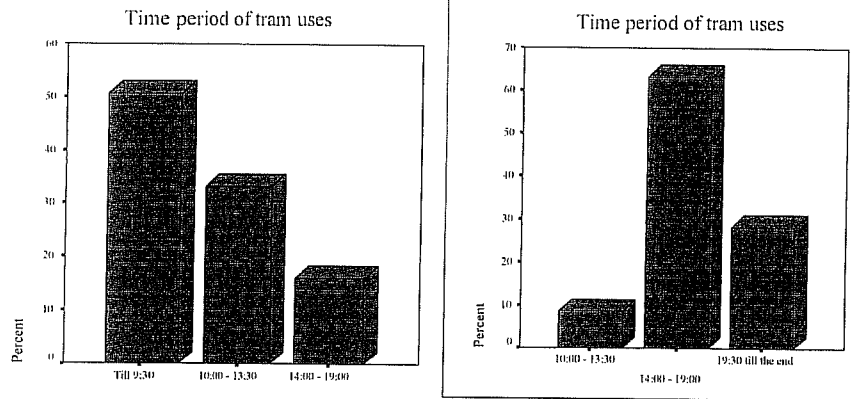 Time period of tram uses
60
50
40
30
20
10
0
Percent
Till 9:30
10:00 - 13:30
14:00 - 19:00
Time period of tram uses
70
60
50
40
30
20
10
0
Percent
10:00 - 13:30
14:00 - 19:00
19:30 till the end